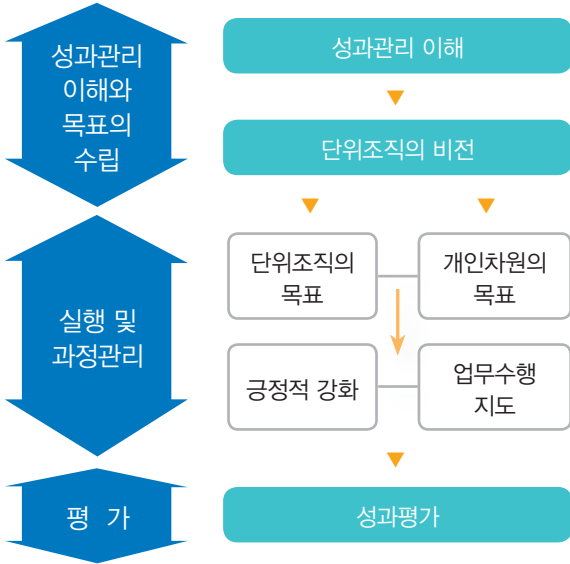 성과관리
이해와
목표의
수립
성과관리 이해
단위조직의 비전
실행 및
과정관리
단위조직의
목표
개인차원의
목표
긍정적 강화
업무수행
지도
평 가
성과평가